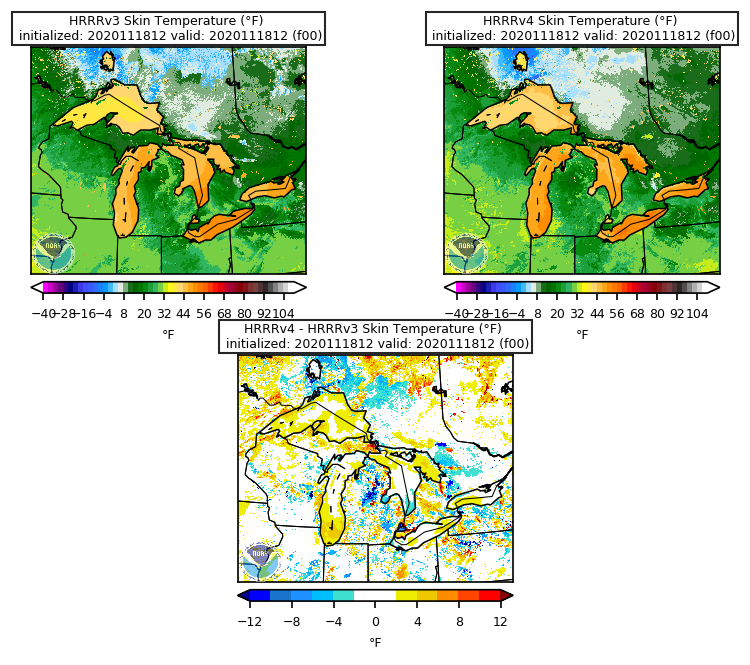 HRRRv3 Skin Temperature (°F)
initialized: 2020111812 valid: 2020111812 (f00)
HRRRv4 Skin Temperature (°F)
initialized: 2020111812 valid: 2020111812 (f00)
NOAA
NOAA
−40 −28 −16 −4 8 20 32 44 56 68 80 92 104
°F
−40 −28 −16 −4 8 20 32 44 56 68 80 92 104
°F
HRRRv4 - HRRRv3 Skin Temperature (°F)
initialized: 2020111812 valid: 2020111812 (f00)
NOAA
−12 −8 −4 0 4 8 12
°F